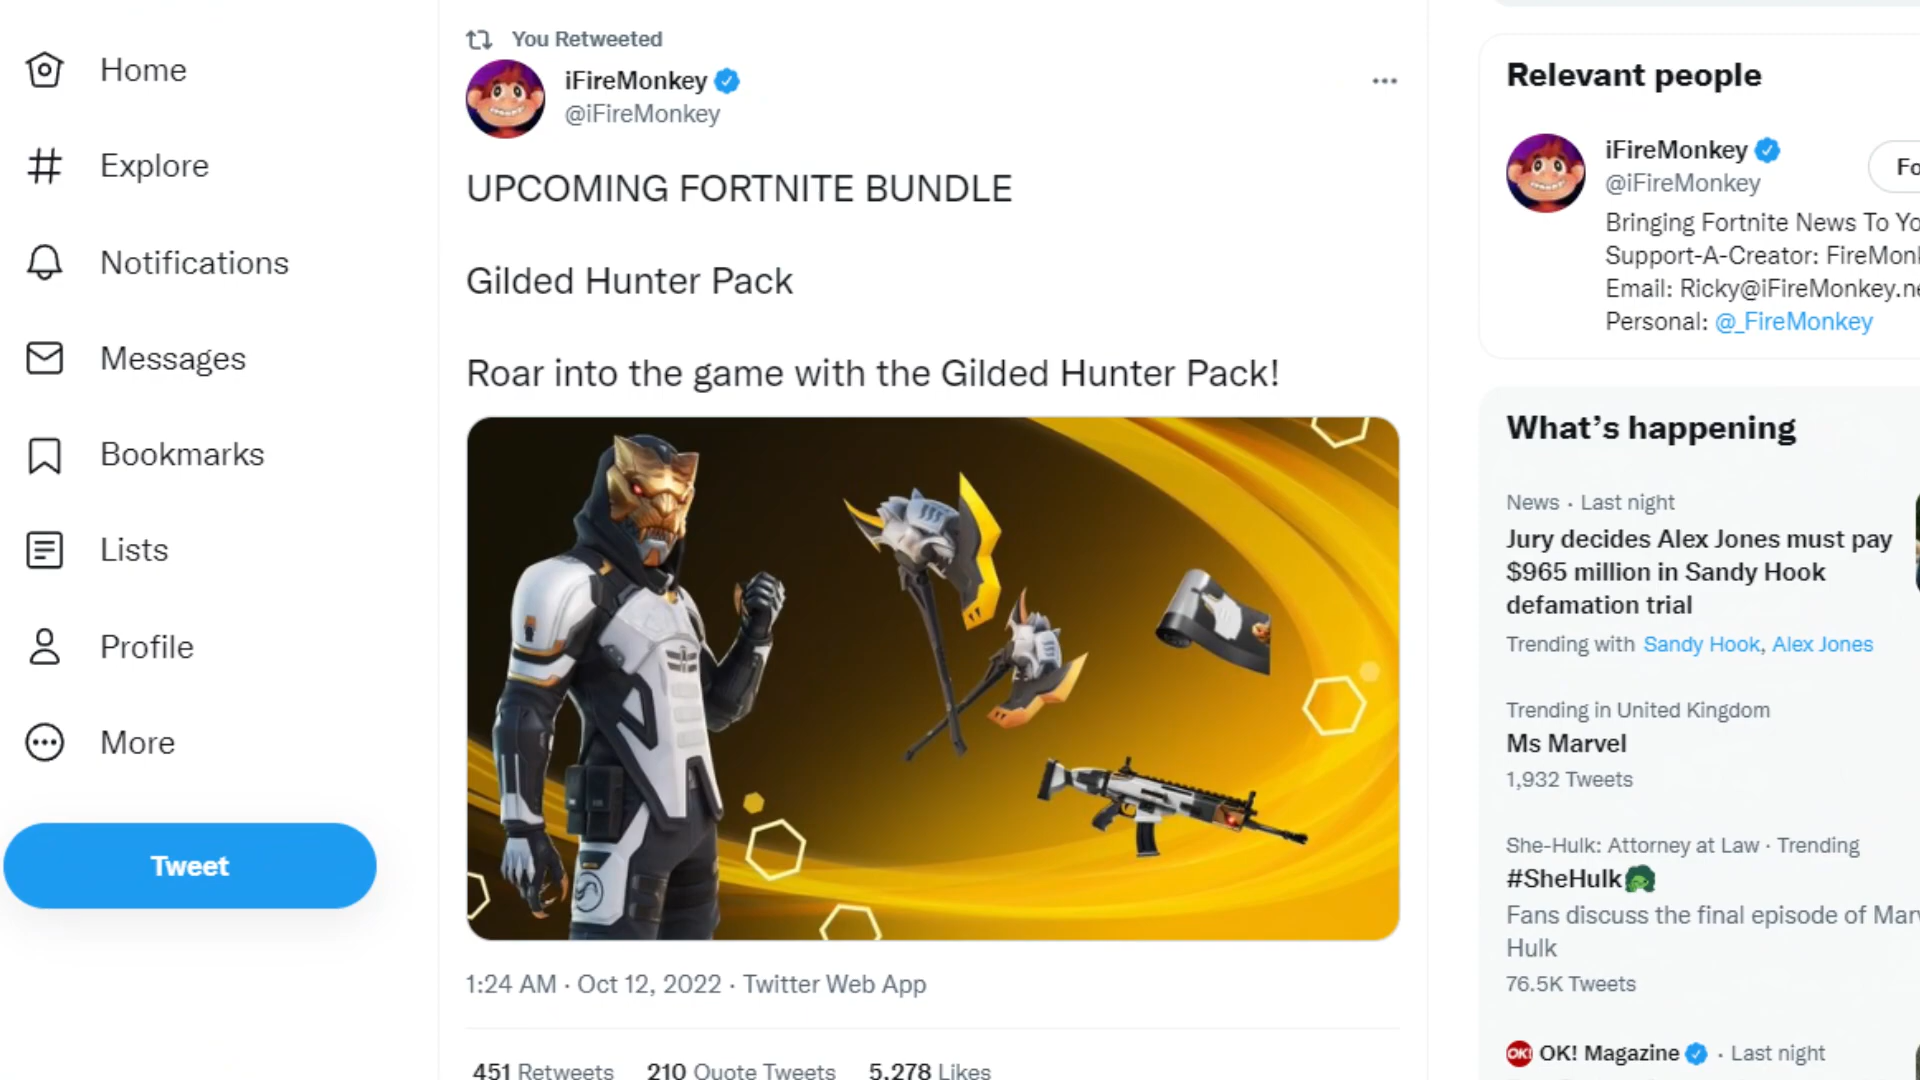 Home
Explore
Notifications
Messages
Bookmarks
Lists
Profile
More
Tweet
You Retweeted
iFireMonkey
@iFireMonkey
UPCOMING FORTNITE BUNDLE
Gilded Hunter Pack
Roar into the game with the Gilded Hunter Pack!
1:24 AM · Oct 12, 2022 · Twitter Web App
451 Retweets 210 Quote Tweets 5,278 Likes
Relevant people
iFireMonkey
@iFireMonkey
Fo
Bringing Fortnite News To Yo
Support-A-Creator: FireMon
Email: Ricky@iFireMonkey.ne
Personal: @_FireMonkey
What's happening
News · Last night
Jury decides Alex Jones must pay
$965 million in Sandy Hook
defamation trial
Trending with Sandy Hook, Alex Jones
Trending in United Kingdom
Ms Marvel
1,932 Tweets
She-Hulk: Attorney at Law · Trending
#SheHulk
Fans discuss the final episode of Mar
Hulk
76.5K Tweets
OK!
OK! Magazine · Last night